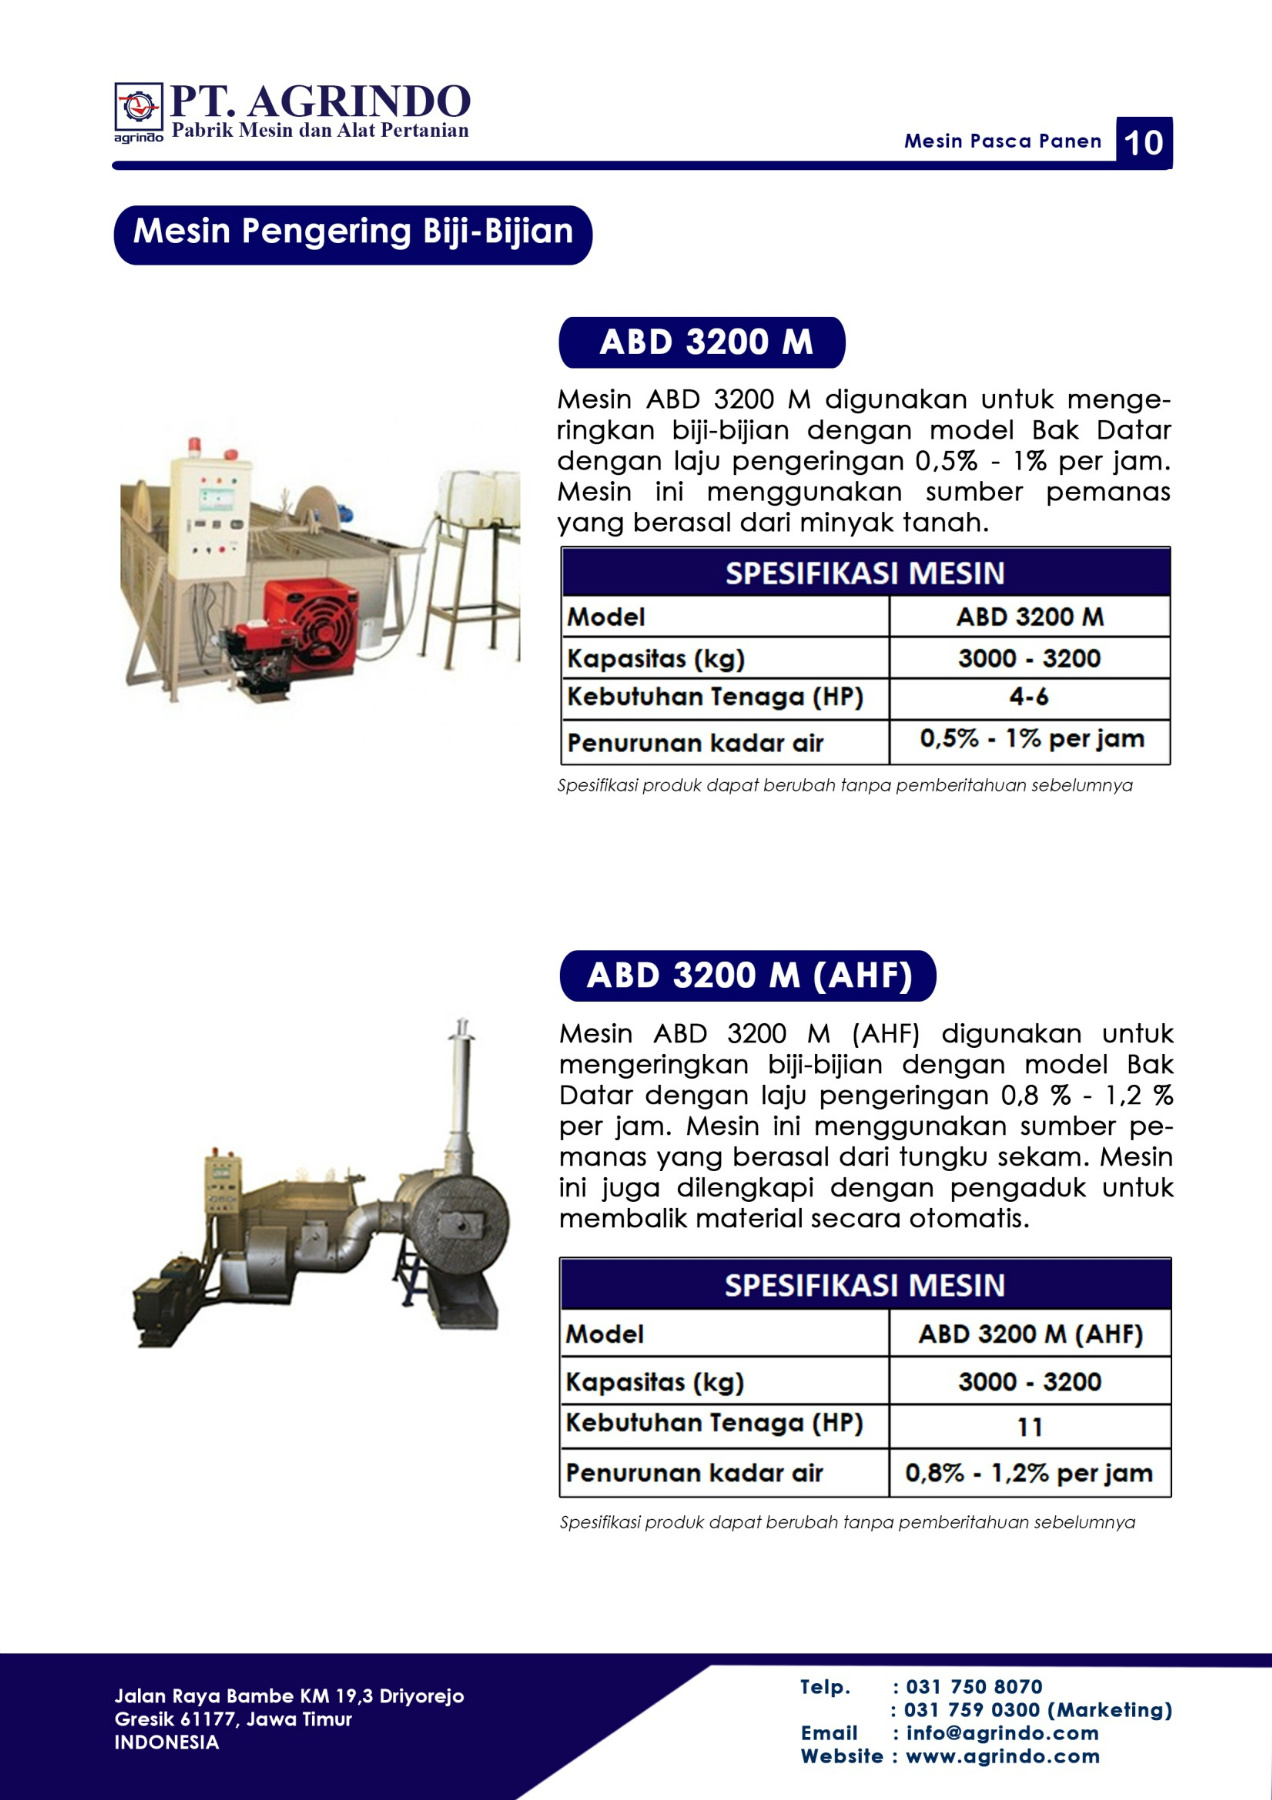 PT. AGRINDO
Pabrik Mesin dan Alat Pertanian
agrindo
Mesin Pasca Panen 10
Mesin Pengering Biji-Bijian
ABD 3200 M
Mesin ABD 3200 M digunakan untuk menge-
ringkan biji-bijian dengan model Bak Datar
dengan laju pengeringan 0,5% - 1% per jam.
Mesin ini menggunakan sumber pemanas
yang berasal dari minyak tanah.
SPESIFIKASI MESIN
Model ABD 3200 M
Kapasitas (kg) 3000 - 3200
Kebutuhan Tenaga (HP) 4-6
Penurunan kadar air 0,5% - 1% per jam
Spesifikasi produk dapat berubah tanpa pemberitahuan sebelumnya
ABD 3200 M (AHF)
Mesin ABD 3200 M (AHF) digunakan untuk
mengeringkan biji-bijian dengan model Bak
Datar dengan laju pengeringan 0,8 % - 1,2 %
per jam. Mesin ini menggunakan sumber pe-
manas yang berasal dari tungku sekam. Mesin
ini juga dilengkapi dengan pengaduk untuk
membalik material secara otomatis.
SPESIFIKASI MESIN
Model ABD 3200 M (AHF)
Kapasitas (kg) 3000 - 3200
Kebutuhan Tenaga (HP) 11
Penurunan kadar air 0,8% - 1,2% per jam
Spesifikasi produk dapat berubah tanpa pemberitahuan sebelumnya
Jalan Raya Bambe KM 19,3 Driyorejo
Gresik 61177, Jawa Timur
INDONESIA
Telp. : 031 750 8070
: 031 759 0300 (Marketing)
Email : info@agrindo.com
Website : www.agrindo.com